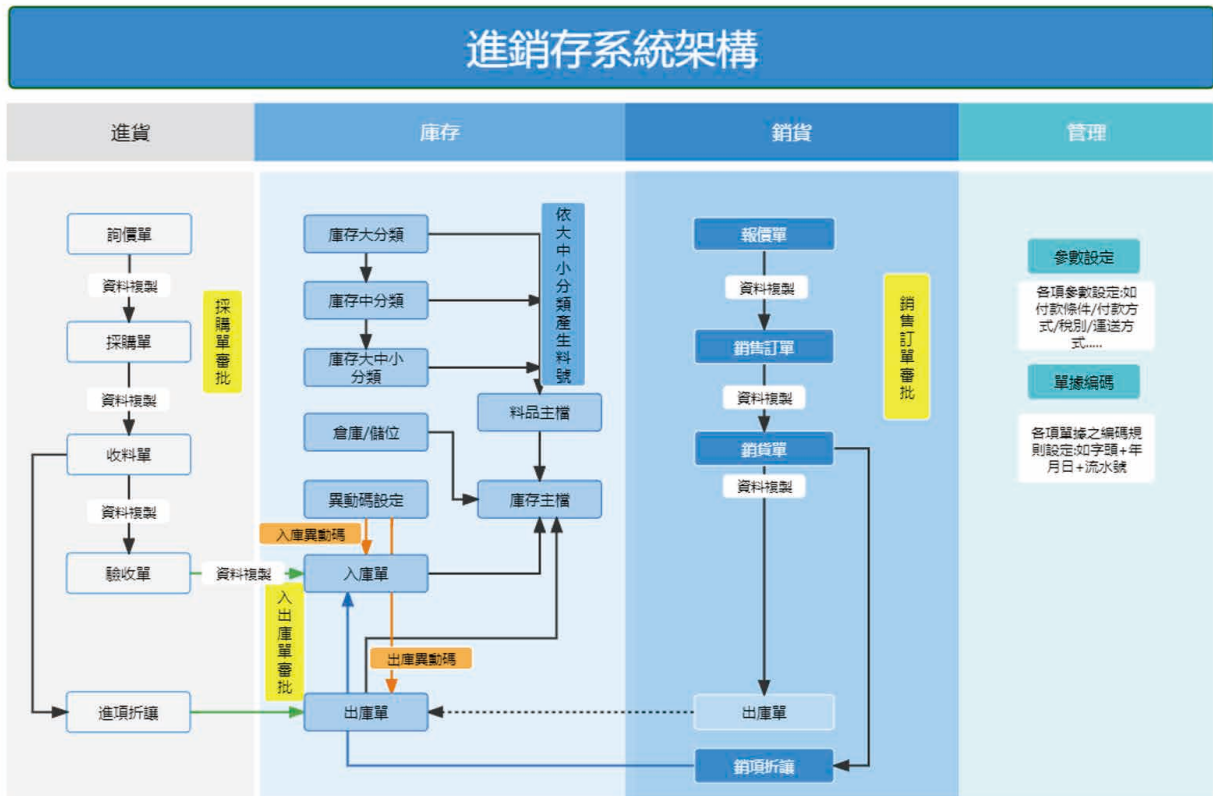 進銷存系統架構
進貨
庫存
銷貨
管理
詢價單
資料複製
採購單
資料複製
收料單
資料複製
驗收單
資料複製
進項折讓
採購單審批
庫存大分類
庫存中分類
庫存大中小
分類
倉庫/儲位
異動碼設定
入庫異動碼
入庫單
入出庫單審批
出庫異動碼
出庫單
依大中小分類產生料號
料品主檔
庫存主檔
報價單
資料複製
銷售訂單
資料複製
銷貨單
資料複製
出庫單
銷項折讓
銷售訂單審批
參數設定
各項參數設定:如
付款條件/付款方
式/稅別/運送方
式.....
單據編碼
各項單據之編碼規
則設定:如字頭+年
月日+流水號